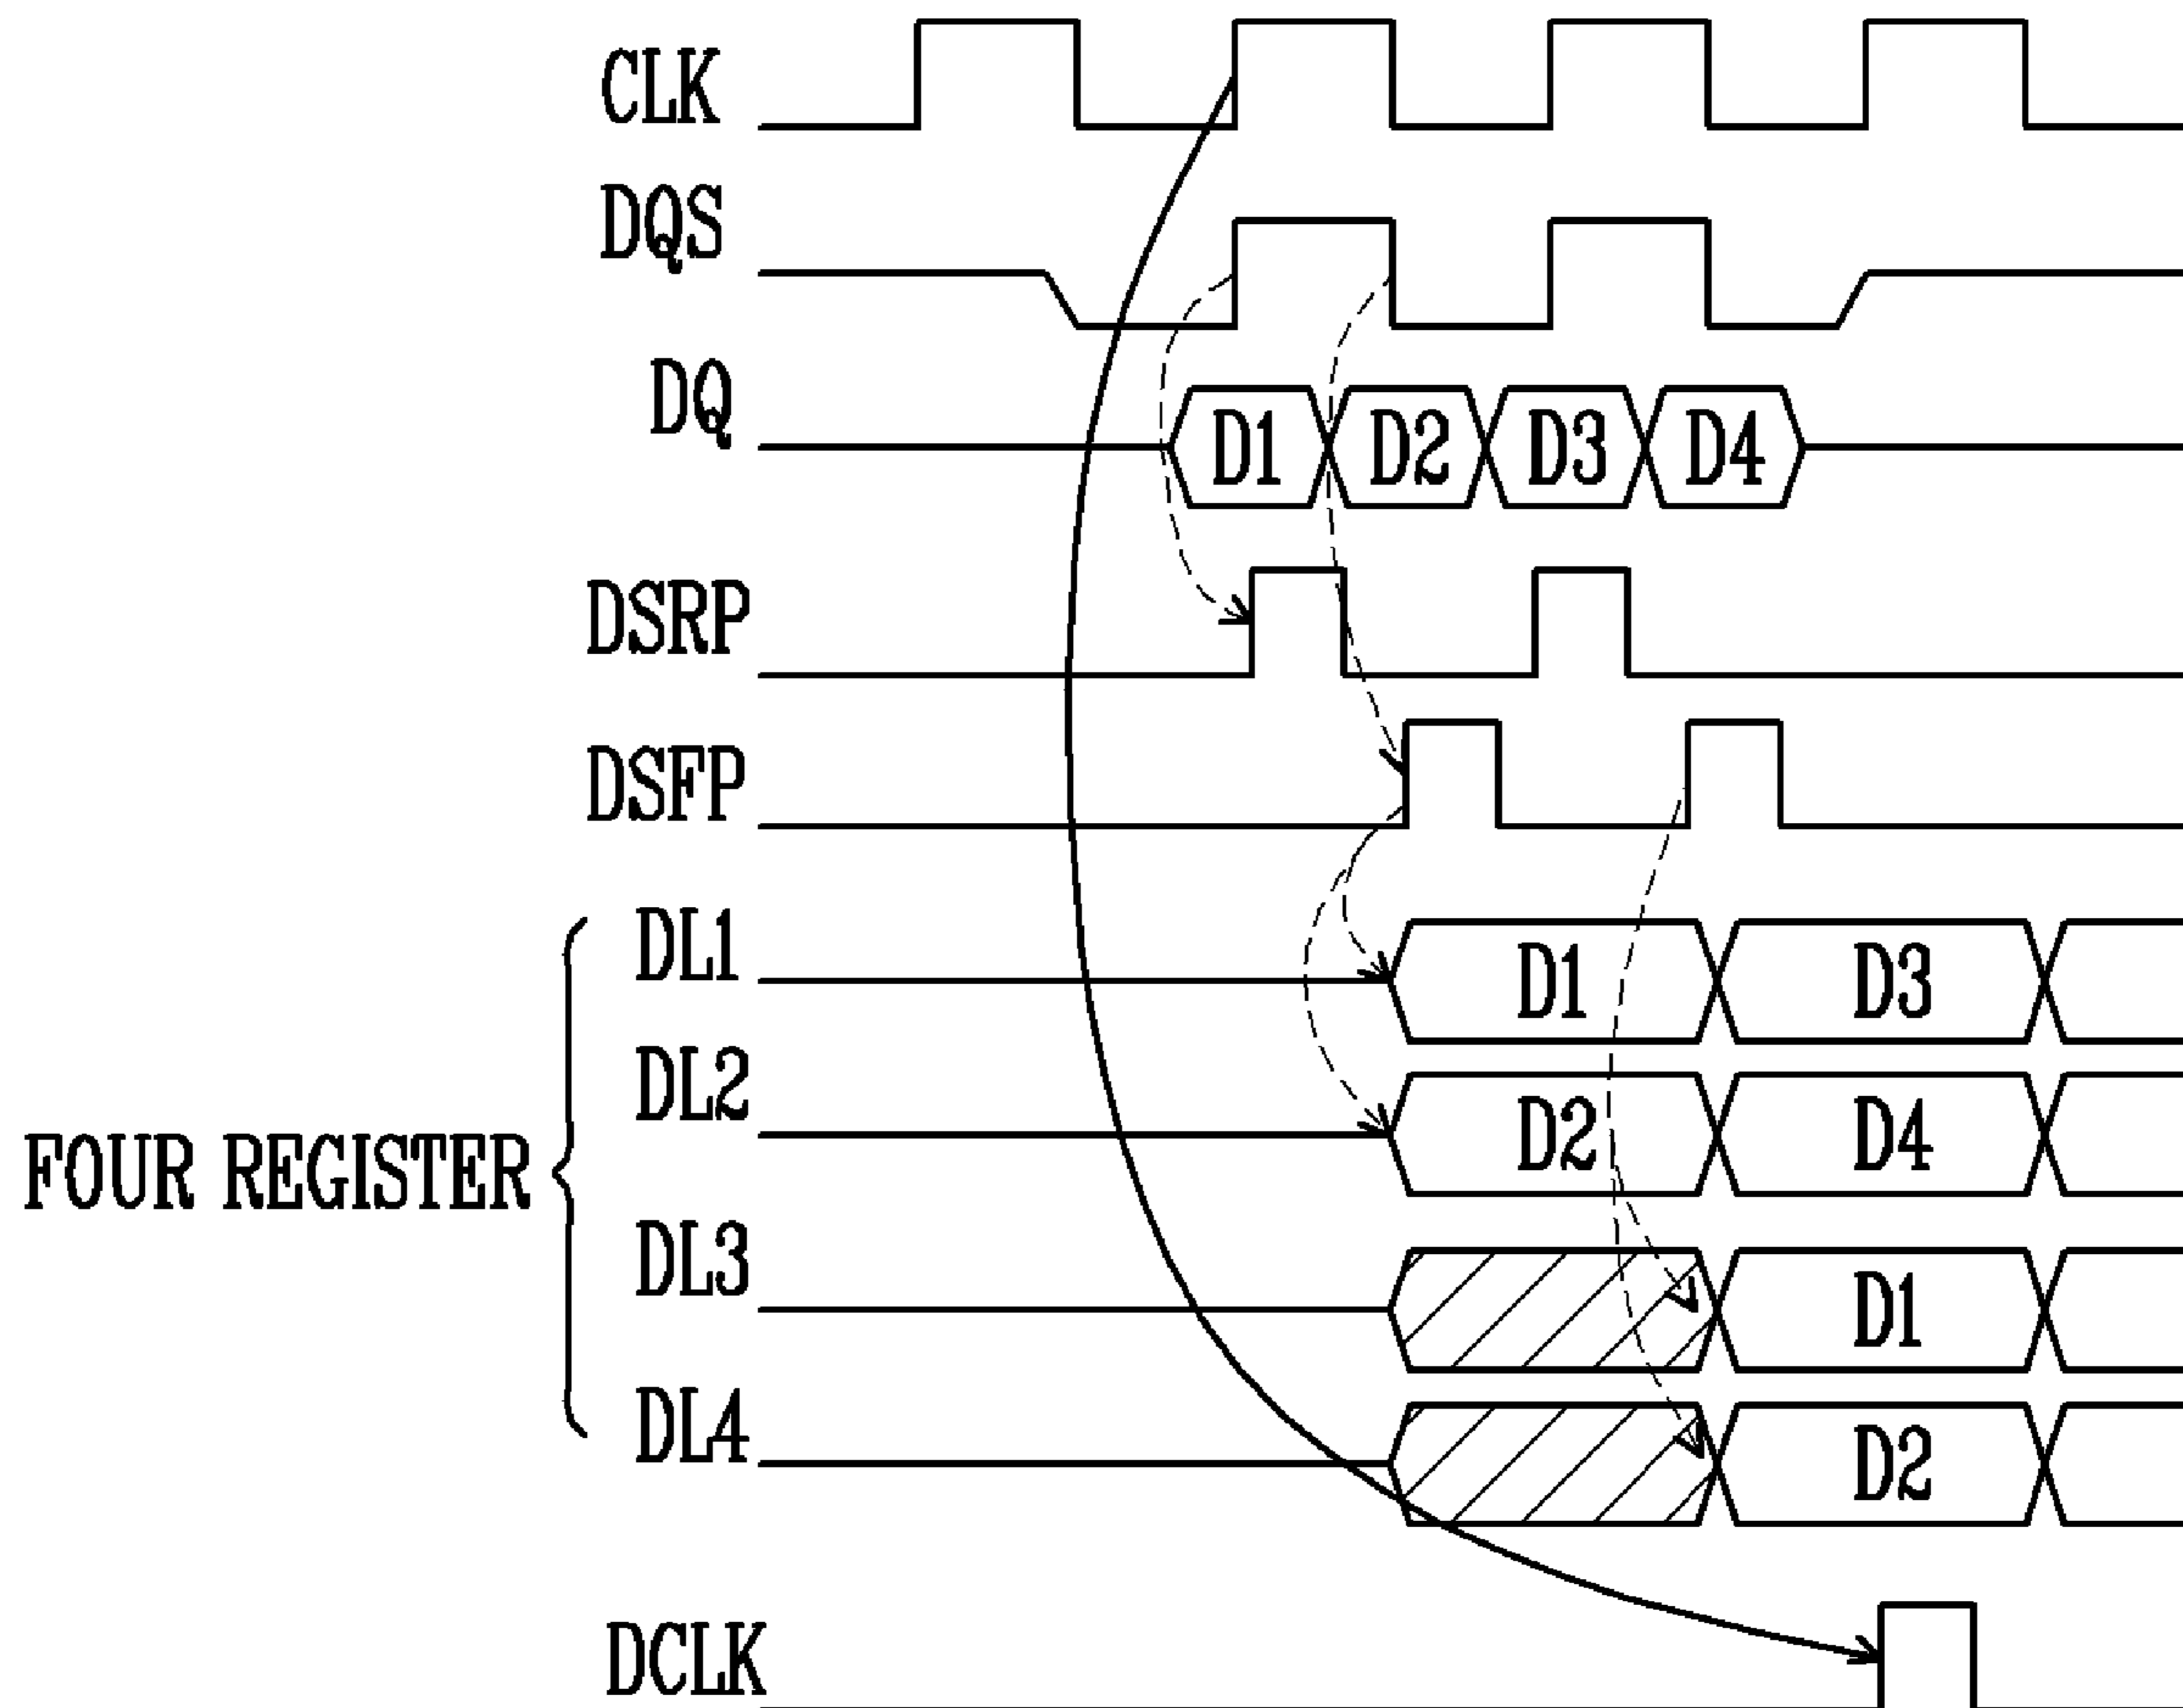 CLK
DQS
DQ
D1 D2 D3 D4
DSRP
DSFP
DL1 D1 D3
DL2 D2 D4
FOUR REGISTER
DL3 D1
DL4 D2
DCLK